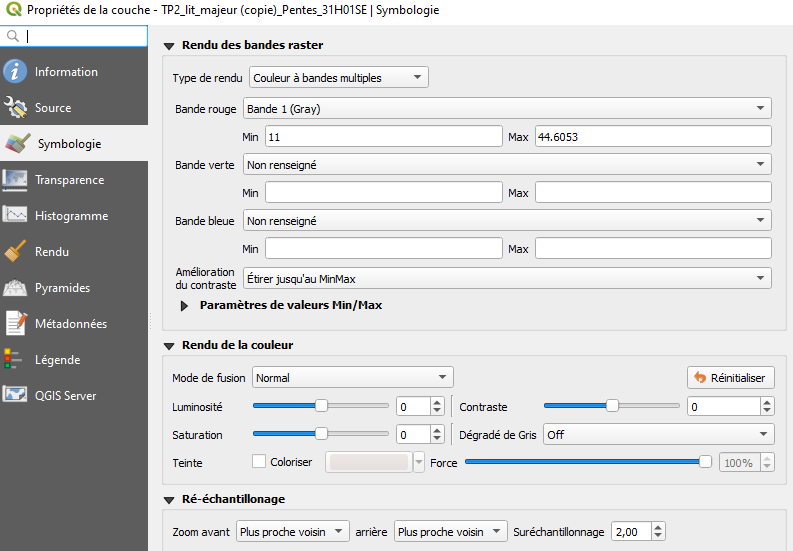 Propriétés de la couche - TP2_lit_majeur (copie)_Pentes_31H01SE | Symbologie
Information
Source
Symbologie
Transparence
Histogramme
Rendu
Pyramides
Métadonnées
Légende
QGIS Server
Rendu des bandes raster
Type de rendu Couleur à bandes multiples
Bande rouge Bande 1 (Gray)
Min 11 Max 44.6053
Bande verte Non renseigné
Min Max
Bande bleue Non renseigné
Min Max
Amélioration
du contraste Étirer jusqu'au MinMax
Paramètres de valeurs Min/Max
Rendu de la couleur
Mode de fusion Normal Réinitialiser
Luminosité 0 Contraste 0
Saturation 0 Dégradé de Gris Off
Teinte Coloriser Force 100%
Ré-échantillonage
Zoom avant Plus proche voisin arrière Plus proche voisin Suréchantillonnage 2,00